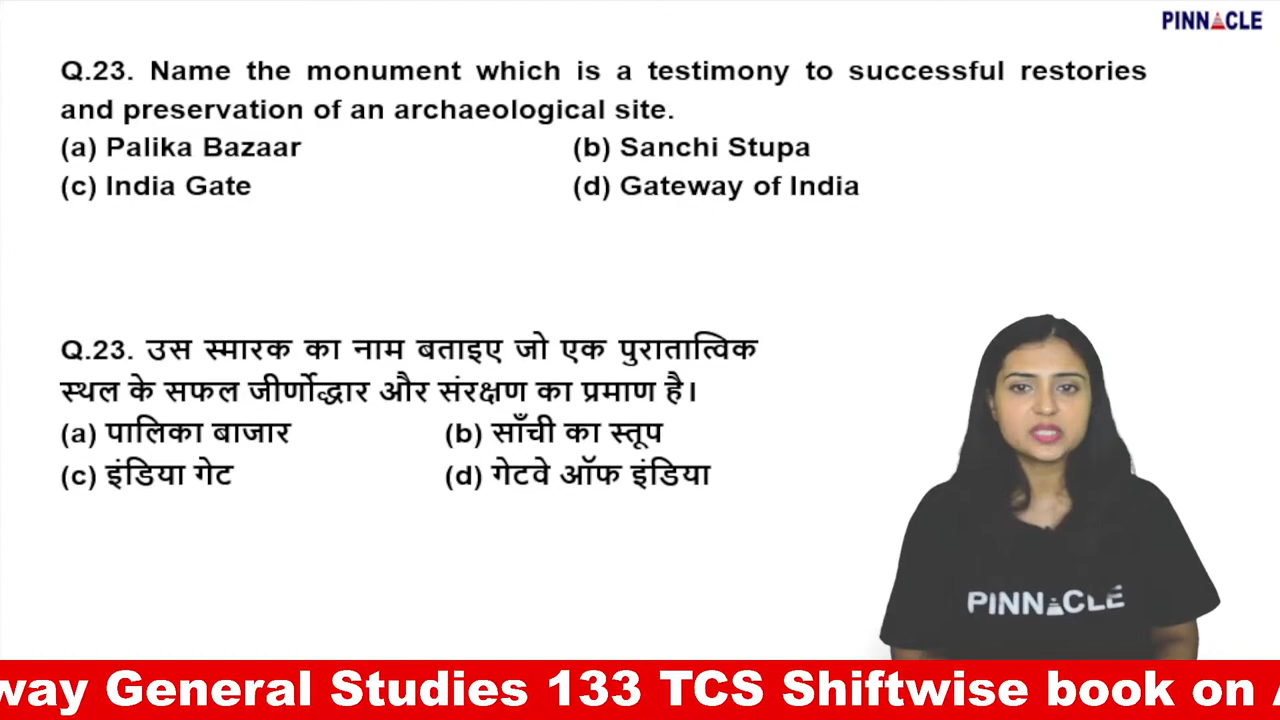 PINNACLE
Q.23. Name the monument which is a testimony to successful restories
and preservation of an archaeological site.
(a) Palika Bazaar (b) Sanchi Stupa
(c) India Gate (d) Gateway of India
Q.23. उस स्मारक का नाम बताइए जो एक पुरातात्विक
स्थल के सफल जीर्णोद्धार और संरक्षण का प्रमाण है।
(a) पालिका बाजार (b) साँची का स्तूप
(c) इंडिया गेट (d) गेटवे ऑफ इंडिया
PINNACLE
way General Studies 133 TCS Shiftwise book on A